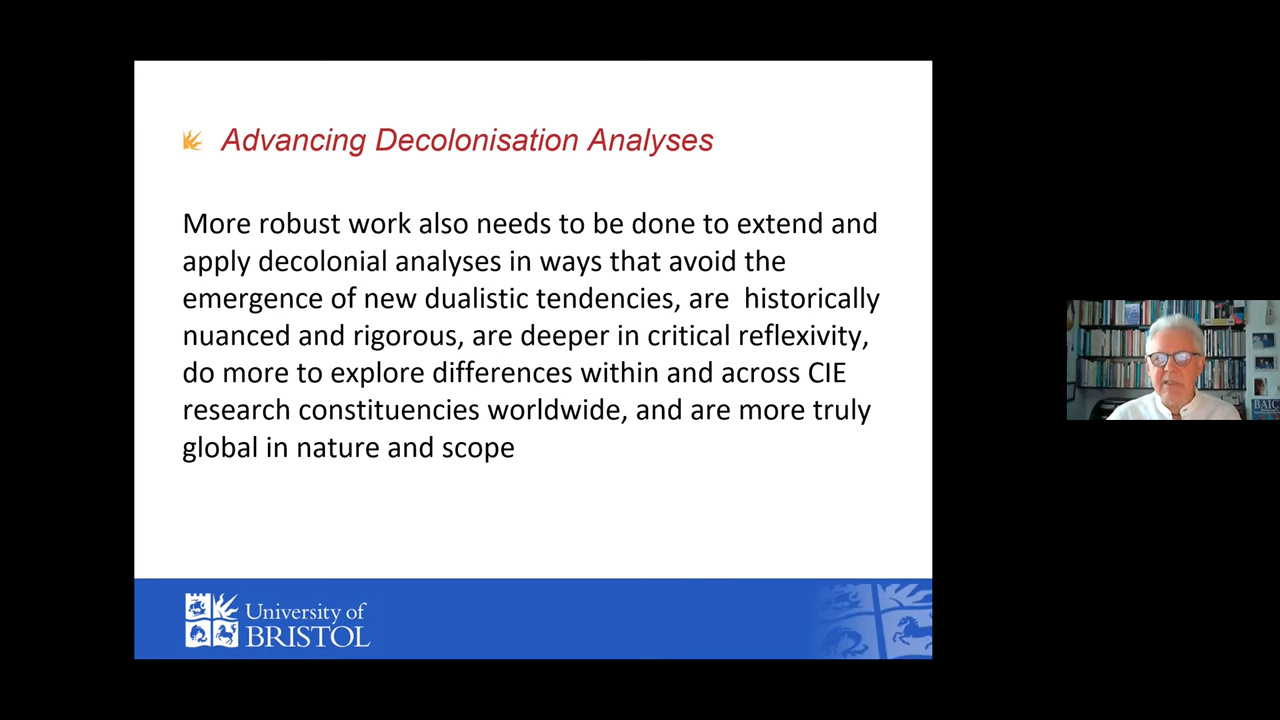 Advancing Decolonisation Analyses
More robust work also needs to be done to extend and
apply decolonial analyses in ways that avoid the
emergence of new dualistic tendencies, are  historically
nuanced and rigorous, are deeper in critical reflexivity,
do more to explore differences within and across CIE
research constituencies worldwide, and are more truly
global in nature and scope
University of
BRISTOL
BAIC